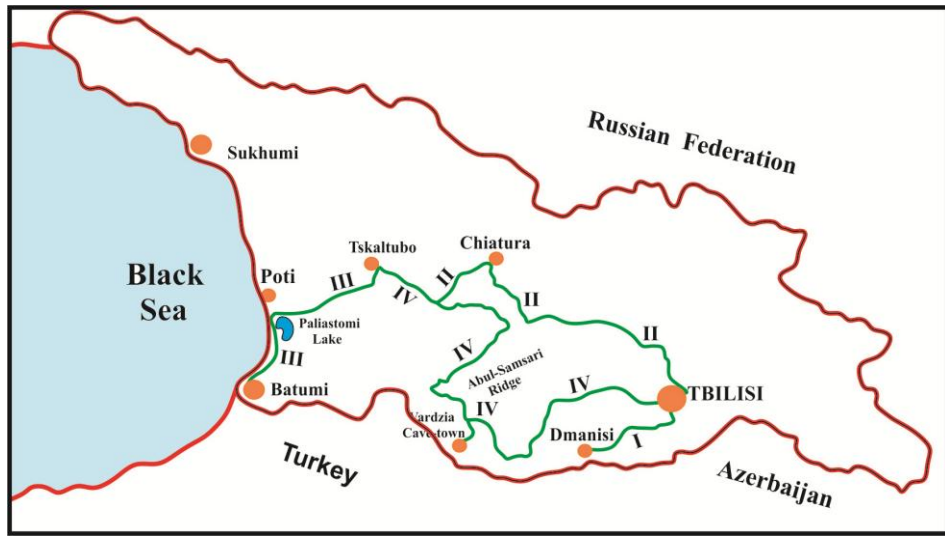 Russian Federation
Sukhumi
Black
Sea
Tskaltubo
Chiatura
Poti
III
II
IV
II
Paliastomi
Lake
II
III
IV
Abul-Samsari
Ridge
IV
Batumi
TBILISI
Vardzia
Cave-town
IV
Dmanisi
I
Turkey
Azerbaijan